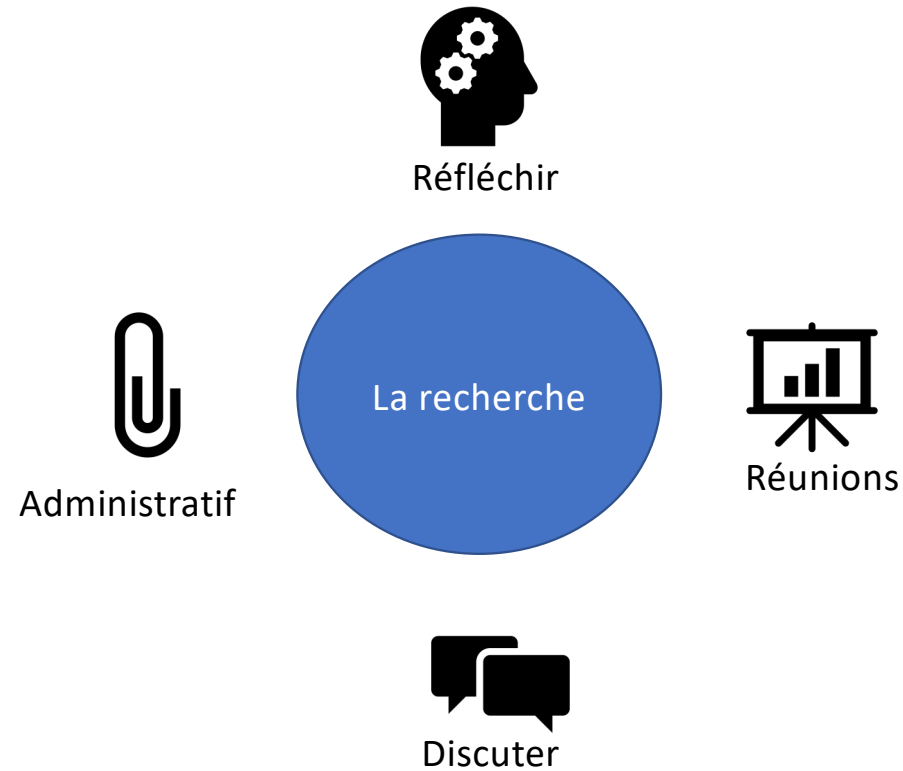 Réfléchir
La recherche
Réunions
Administratif
Discuter